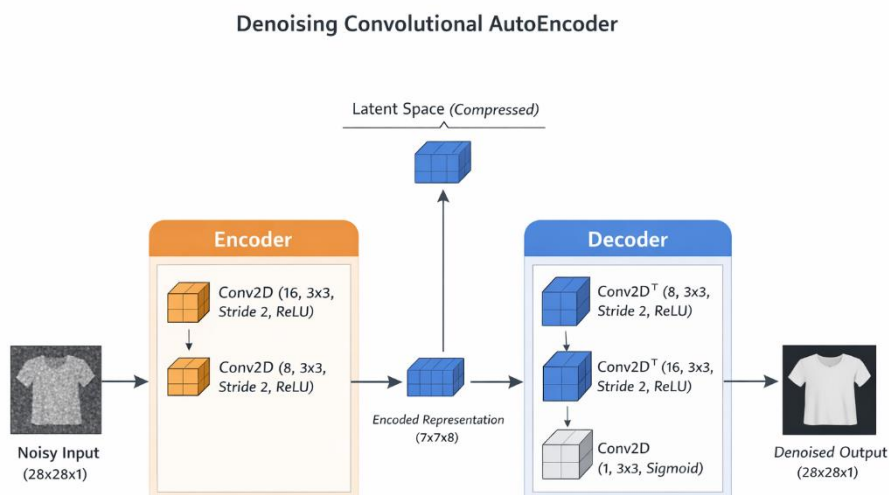 Denoising Convolutional AutoEncoder
Latent Space (Compressed)
Encoder
Conv2D (16, 3x3,
Stride 2, ReLU)
Conv2D (8, 3x3,
Stride 2, ReLU)
Noisy Input
(28x28x1)
Encoded Representation
(7x7x8)
Decoder
Conv2Dᵀ (8, 3x3,
Stride 2, ReLU)
Conv2Dᵀ (16, 3x3,
Stride 2, ReLU)
Conv2D
(1, 3x3, Sigmoid)
Denoised Output
(28x28x1)